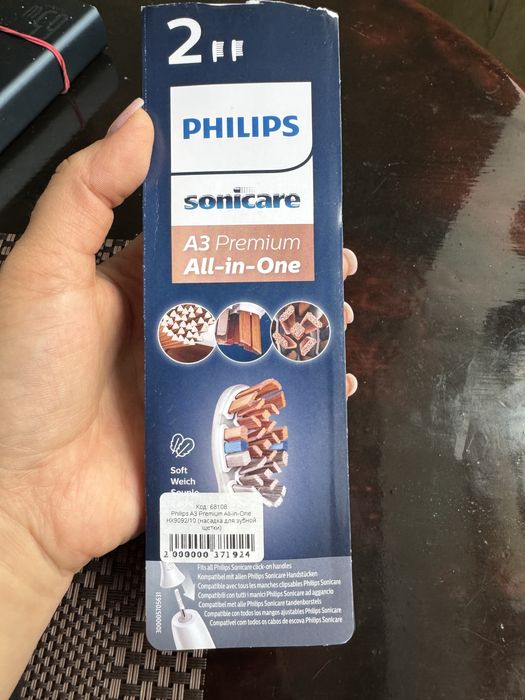 2
PHILIPS
sonicare
A3 Premium
All-in-One
Soft
Weich
Souple
Код: 68108
Philips A3 Premium All-in-One
HX9092/10 (насадка для зубной
щетки)
2 000000 371924
Fits all Philips Sonicare click-on handles
Kompatibel mit allen Philips Sonicare Handstücken
Compatible avec tous les manches clipsables Philips Sonicare
Compatibili con tutti i manici Philips Sonicare ad aggancio
Compatibel met alle Philips Sonicare tandenborstels
Compatible con todos los mangos ajustables Philips Sonicare
Compatível com todos os cabos de escova Philips Sonicare